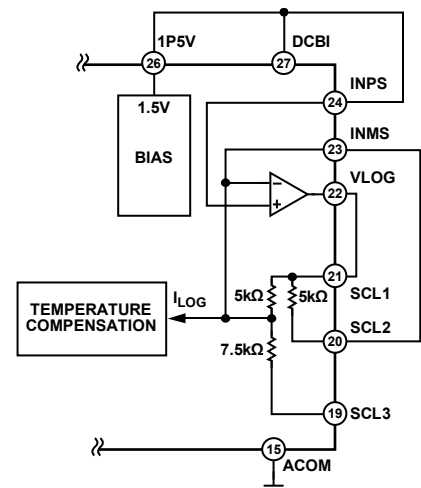 1P5V
DCBI
26
27
INPS
24
1.5V
BIAS
INMS
23
VLOG
22
−
+
21
SCL1
5kΩ
5kΩ
ILOG
TEMPERATURE
COMPENSATION
SCL2
20
7.5kΩ
19
SCL3
15
ACOM